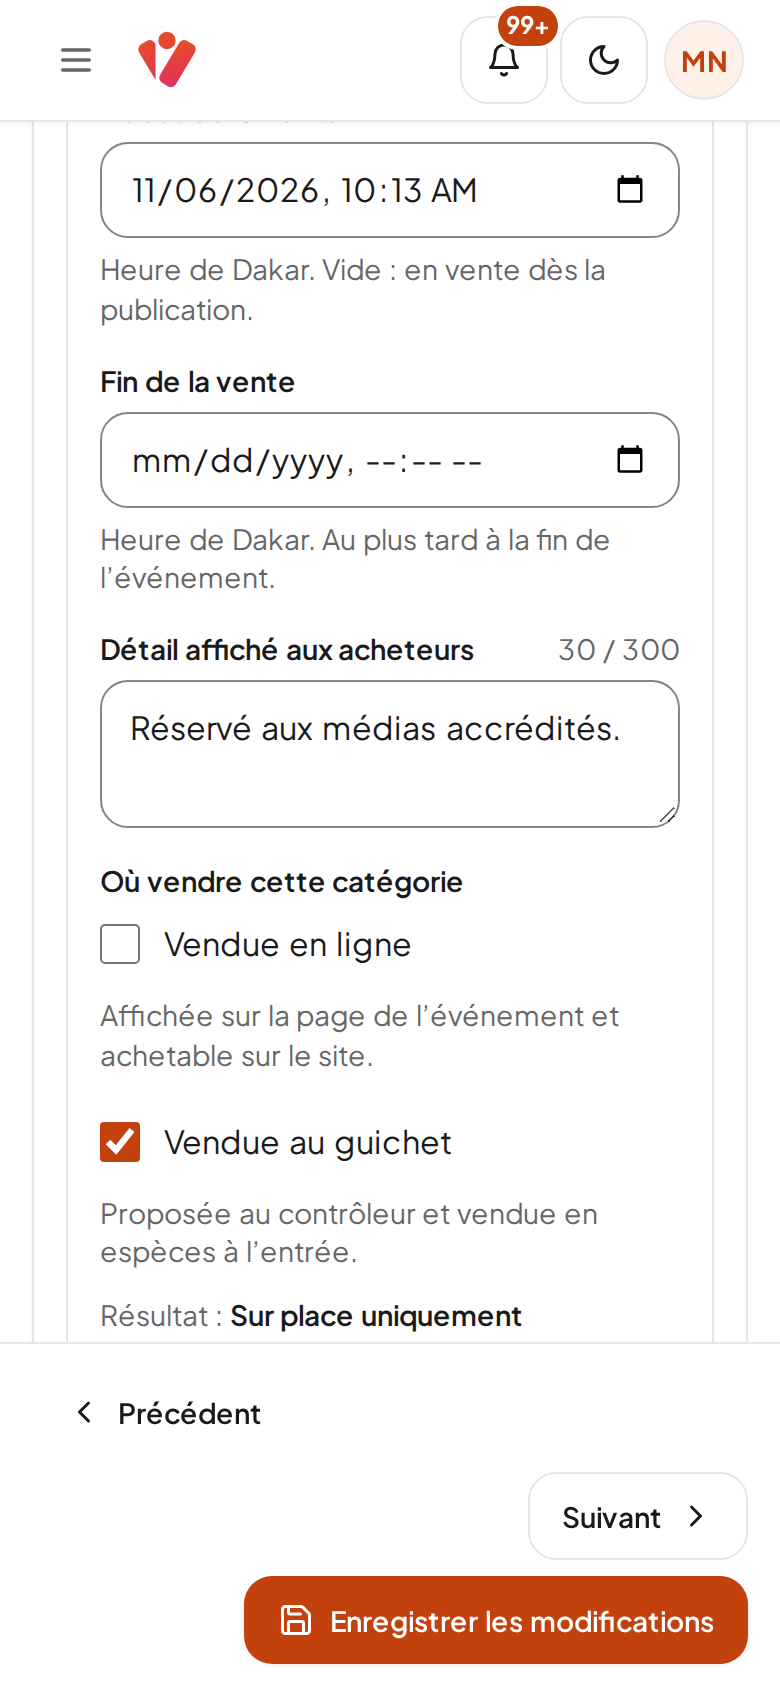 99+
MN
11/06/2026, 10:13 AM
Heure de Dakar. Vide : en vente dès la
publication.
Fin de la vente
mm/dd/yyyy, --:-- --
Heure de Dakar. Au plus tard à la fin de
l’événement.
Détail affiché aux acheteurs 30 / 300
Réservé aux médias accrédités.
Où vendre cette catégorie
Vendue en ligne
Affichée sur la page de l’événement et
achetable sur le site.
Vendue au guichet
Proposée au contrôleur et vendue en
espèces à l’entrée.
Résultat : Sur place uniquement
Précédent
Suivant
Enregistrer les modifications